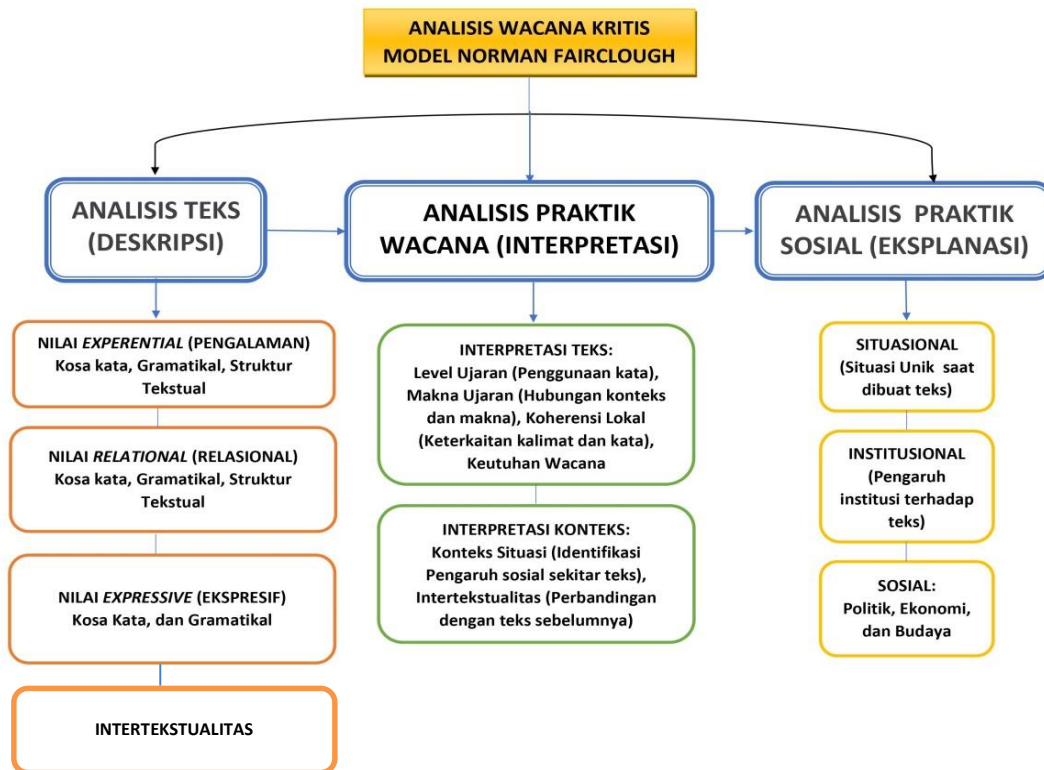 ANALISIS WACANA KRITIS
MODEL NORMAN FAIRCLOUGH
ANALISIS TEKS
(DESKRIPSI)
ANALISIS PRAKTIK
WACANA (INTERPRETASI)
ANALISIS PRAKTIK
SOSIAL (EKSPLANASI)
NILAI EXPERENTIAL (PENGALAMAN)
Kosa kata, Gramatikal, Struktur
Tekstual
NILAI RELATIONAL (RELASIONAL)
Kosa kata, Gramatikal, Struktur
Tekstual
NILAI EXPRESSIVE (EKSPRESIF)
Kosa Kata, dan Gramatikal
INTERTEKSTUALITAS
INTERPRETASI TEKS:
Level Ujaran (Penggunaan kata),
Makna Ujaran (Hubungan konteks
dan makna), Koherensi Lokal
(Keterkaitan kalimat dan kata),
Keutuhan Wacana
INTERPRETASI KONTEKS:
Konteks Situasi (Identifikasi
Pengaruh sosial sekitar teks),
Intertekstualitas (Perbandingan
dengan teks sebelumnya)
SITUASIONAL
(Situasi Unik saat
dibuat teks)
INSTITUSIONAL
(Pengaruh
institusi terhadap
teks)
SOSIAL:
Politik, Ekonomi,
dan Budaya